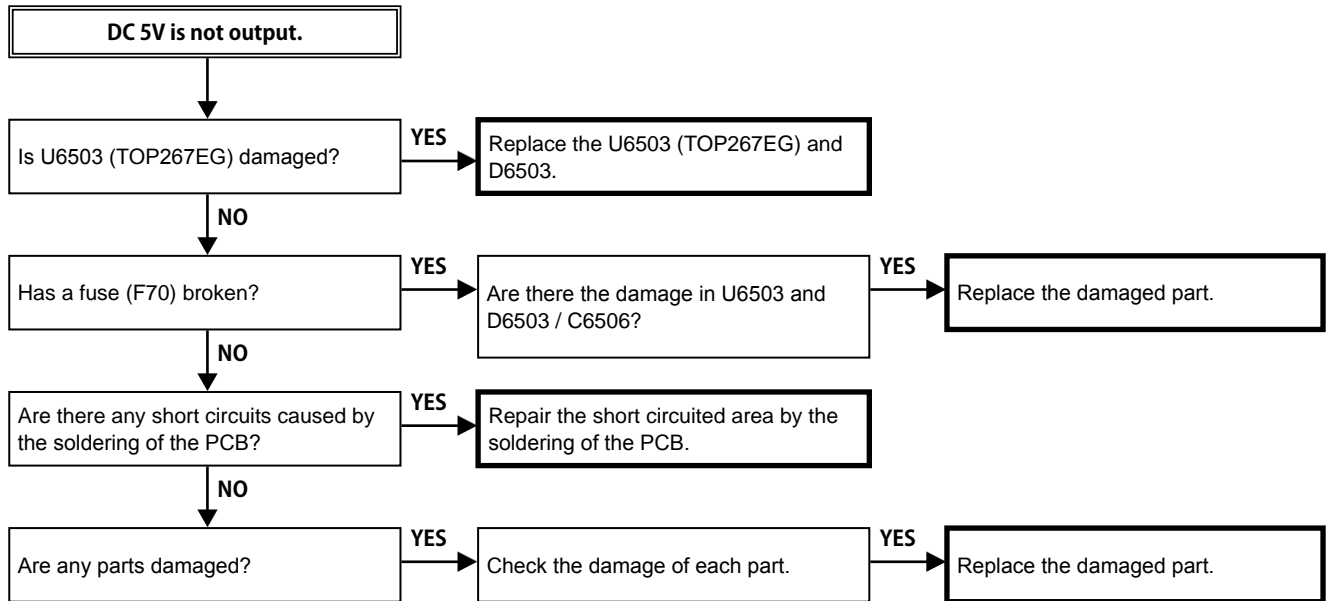 DC 5V is not output.
YES
Is U6503 (TOP267EG) damaged?
Replace the U6503 (TOP267EG) and
D6503.
NO
YES
YES
Has a fuse (F70) broken?
Are there the damage in U6503 and
D6503 / C6506?
Replace the damaged part.
NO
YES
Are there any short circuits caused by
the soldering of the PCB?
Repair the short circuited area by the
soldering of the PCB.
NO
YES
YES
Are any parts damaged?
Check the damage of each part.
Replace the damaged part.